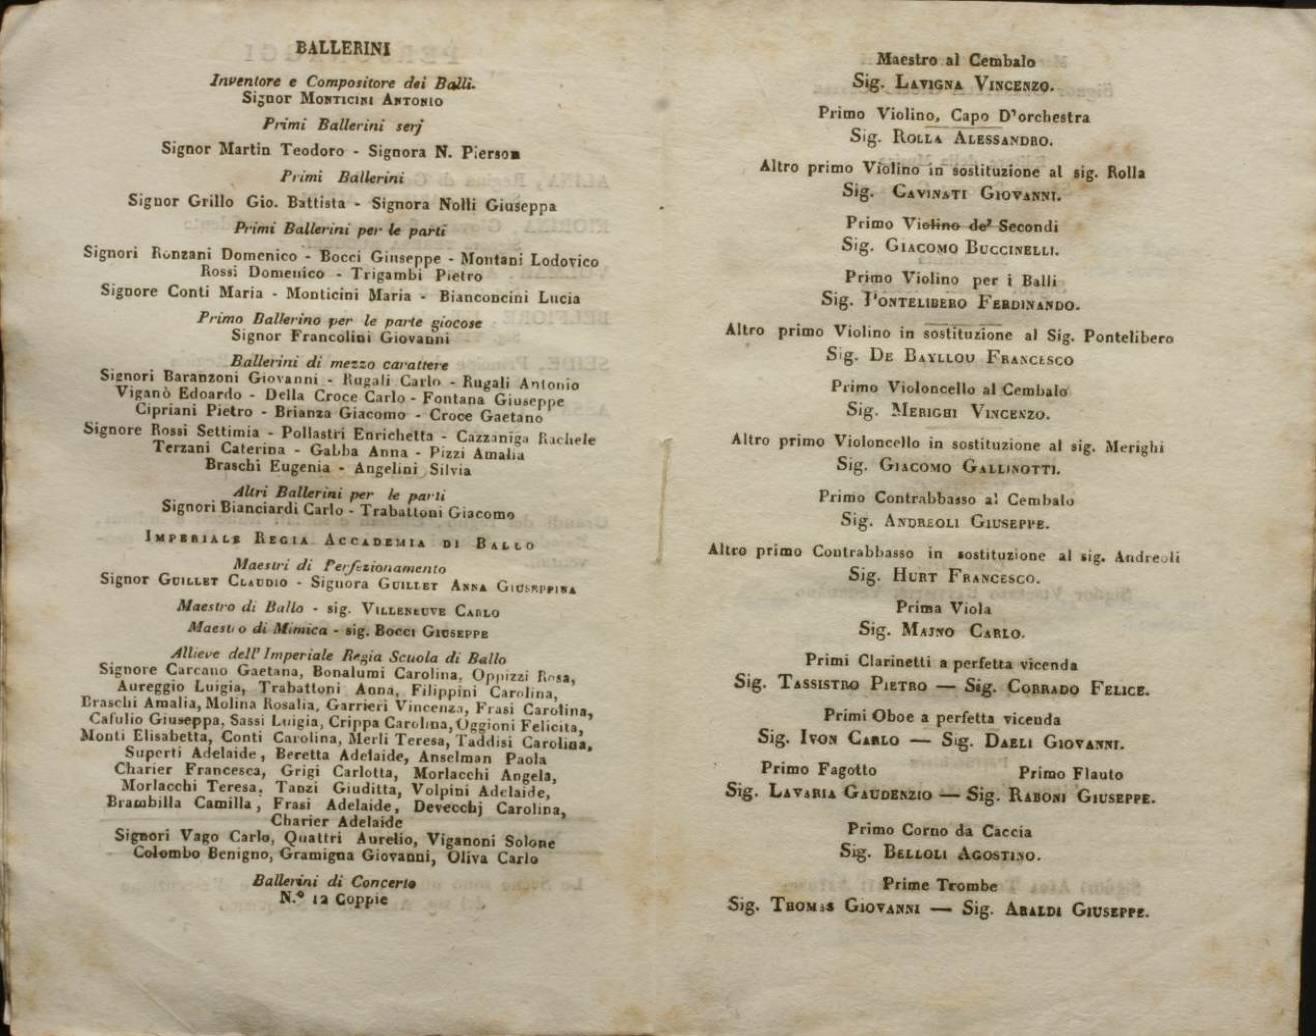 BALLERINI
Inventore e Compositore dei Balli.
Signor Monticini Antonio
Primi Ballerini serj
Signor Martin Teodoro - Signora N. Pierson
Primi Ballerini
Signor Grillo Gio. Battista - Signora Nolli Giuseppa
Primi Ballerini per le parti
Signori Ronzani Domenico - Bocci Giuseppe - Montani Lodovico
Rossi Domenico - Trigambi Pietro
Signore Conti Maria - Monticini Maria - Bianconcini Lucia
Primo Ballerino per le parte giocose
Signor Francolini Giovanni
Ballerini di mezzo carattere
Signori Baranzoni Giovanni - Rugali Carlo - Rugali Antonio
Viganò Edoardo - Della Croce Carlo - Fontana Giuseppe
Cipriani Pietro - Brianza Giacomo - Croce Gaetano
Signore Rossi Settimia - Pollastri Enrichetta - Cazzaniga Rachele
Terzani Caterina - Gabba Anna - Pizzi Amalia
Braschi Eugenia - Angelini Silvia
Altri Ballerini per le parti
Signori Bianciardi Carlo - Trabattoni Giacomo
IMPERIALE REGIA ACCADEMIA DI BALLO
Maestri di Perfezionamento
Signor GUILLET CLAUDIO - Signora GUILLET ANNA GIUSEPPINA
Maestro di Ballo - sig. VILLENEUVE CARLO
Maestro di Mimica - sig. BOCCI GIUSEPPE
Allieve dell' Imperiale Regia Scuola di Ballo
Signore Carcano Gaetana, Bonalumi Carolina, Oppizzi Rosa,
Aureggio Luigia, Trabattoni Anna, Filippini Carolina,
Braschi Amalia, Molina Rosalia, Garrieri Vincenza, Frasi Carolina,
Cafulio Giuseppa, Sassi Luigia, Crippa Carolina, Oggioni Felicita,
Monti Elisabetta, Conti Carolina, Merli Teresa, Taddisi Carolina,
Superti Adelaide, Beretta Adelaide, Anselman Paola
Charier Francesca, Grigi Carlotta, Morlacchi Angela,
Morlacchi Teresa, Tanzi Giuditta, Volpini Adelaide,
Brambilla Camilla, Frasi Adelaide, Devecchj Carolina,
Charier Adelaide
Signori Vago Carlo, Quattri Aurelio, Viganoni Solone
Colombo Benigno, Gramigna Giovanni, Oliva Carlo
Ballerini di Concerto
N.º 12 Coppie
Maestro al Cembalo
Sig. LAVIGNA VINCENZO.
Primo Violino, Capo D'orchestra
Sig. ROLLA ALESSANDRO.
Altro primo Violino in sostituzione al sig. Rolla
Sig. CAVINATI GIOVANNI.
Primo Violino de' Secondi
Sig. GIACOMO BUCCINELLI.
Primo Violino per i Balli
Sig. PONTELIBERO FERDINANDO.
Altro primo Violino in sostituzione al Sig. Pontelibero
Sig. DE BAYLLOU FRANCESCO
Primo Violoncello al Cembalo
Sig. MERIGHI VINCENZO.
Altro primo Violoncello in sostituzione al sig. Merighi
Sig. GIACOMO GALLINOTTI.
Primo Contrabbasso al Cembalo
Sig. ANDREOLI GIUSEPPE.
Altro primo Contrabbasso in sostituzione al sig. Andreoli
Sig. HURT FRANCESCO.
Prima Viola
Sig. MAJNO CARLO.
Primi Clarinetti a perfetta vicenda
Sig. TASSISTRO PIETRO — Sig. CORRADO FELICE.
Primi Oboe a perfetta vicenda
Sig. IVON CARLO — Sig. DAELI GIOVANNI.
Primo Fagotto Primo Flauto
Sig. LAVARIA GAUDENZIO — Sig. RABONI GIUSEPPE.
Primo Corno da Caccia
Sig. BELLOLI AGOSTINO.
Prime Trombe
Sig. THOMAS GIOVANNI — Sig. ARALDI GIUSEPPE.